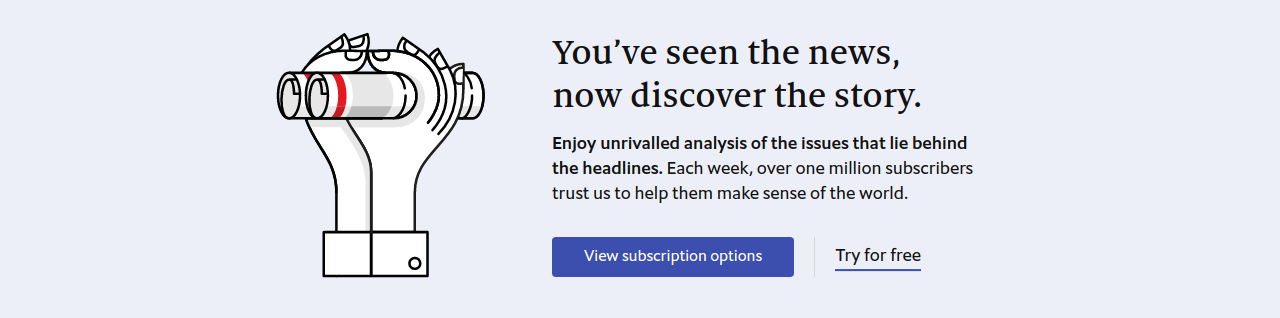 You’ve seen the news,
now discover the story.
Enjoy unrivalled analysis of the issues that lie behind
the headlines. Each week, over one million subscribers
trust us to help them make sense of the world.
View subscription options
Try for free